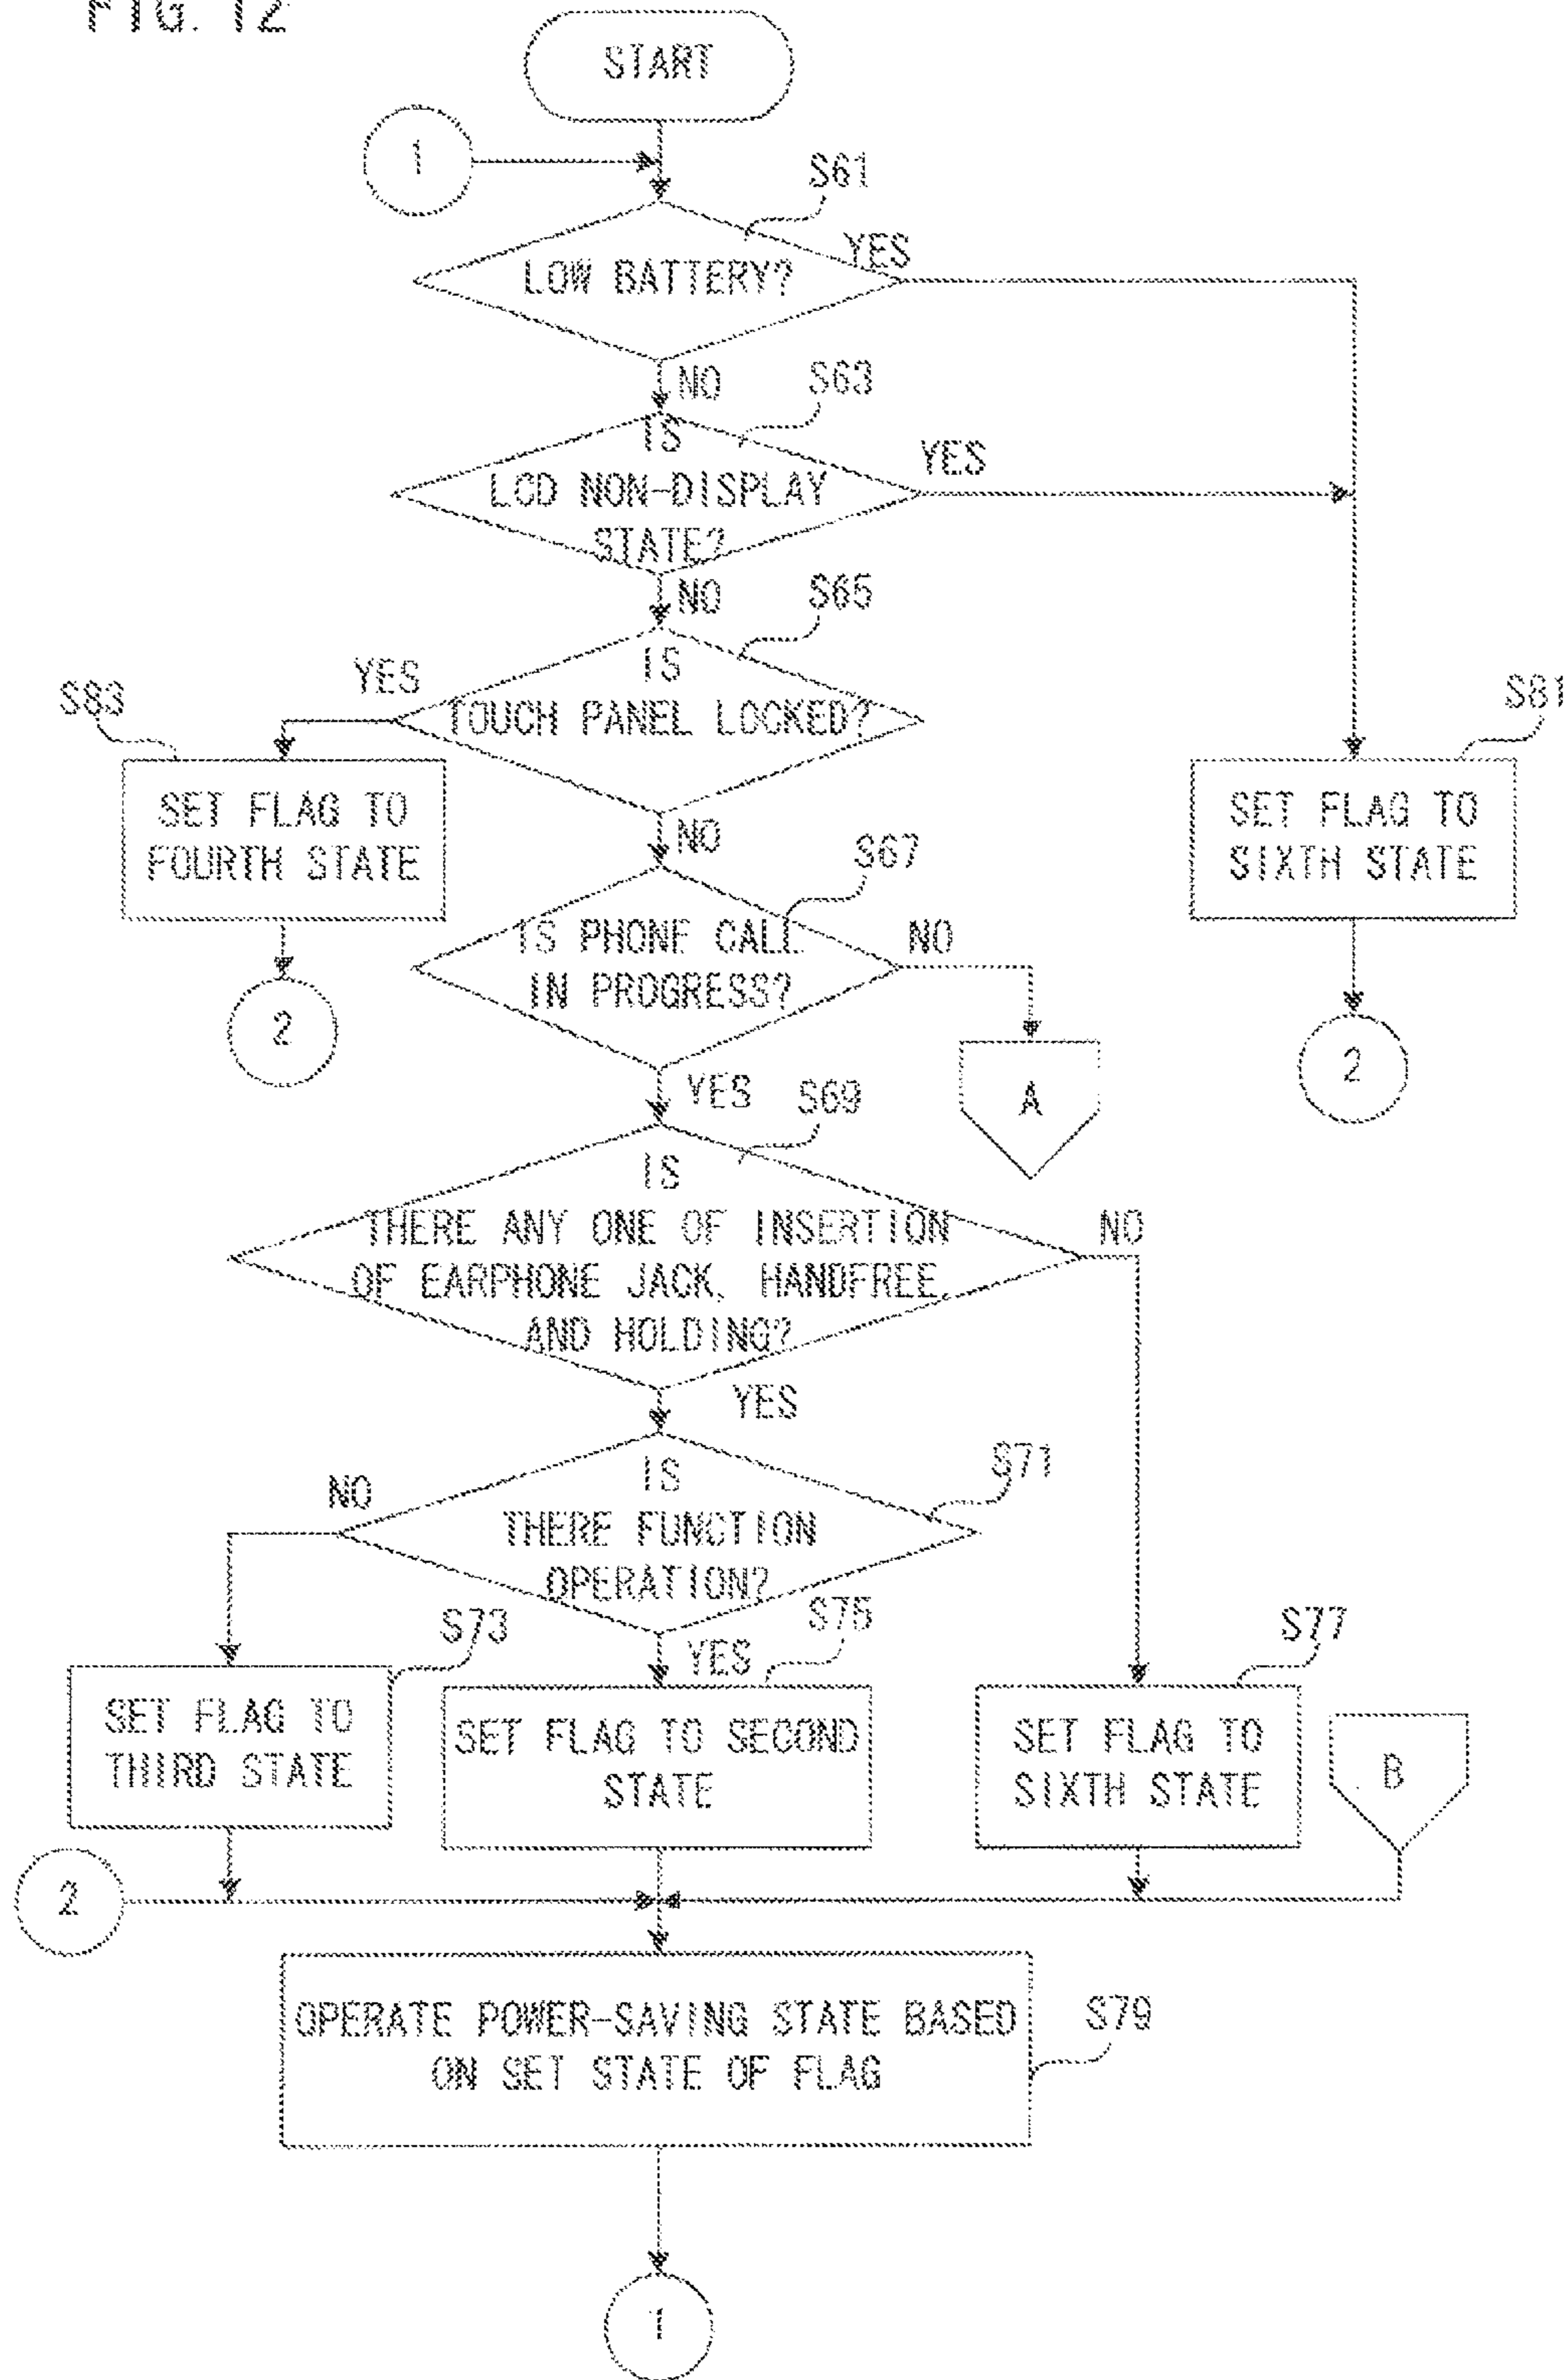 FIG. 12
START
1
S61
LOW BATTERY?
YES
NO
S63
IS
LCD NON-DISPLAY
STATE?
YES
NO
S65
IS
TOUCH PANEL LOCKED?
YES
S83
SET FLAG TO
FOURTH STATE
2
S81
SET FLAG TO
SIXTH STATE
2
NO
S67
IS PHONE CALL
IN PROGRESS?
NO
A
YES
S69
IS
THERE ANY ONE OF INSERTION
OF EARPHONE JACK, HANDFREE
AND HOLDING?
NO
YES
S71
IS
THERE FUNCTION
OPERATION?
NO
S73
SET FLAG TO
THIRD STATE
YES
S75
SET FLAG TO SECOND
STATE
S77
SET FLAG TO
SIXTH STATE
B
2
OPERATE POWER-SAVING STATE BASED
ON SET STATE OF FLAG
S79
1